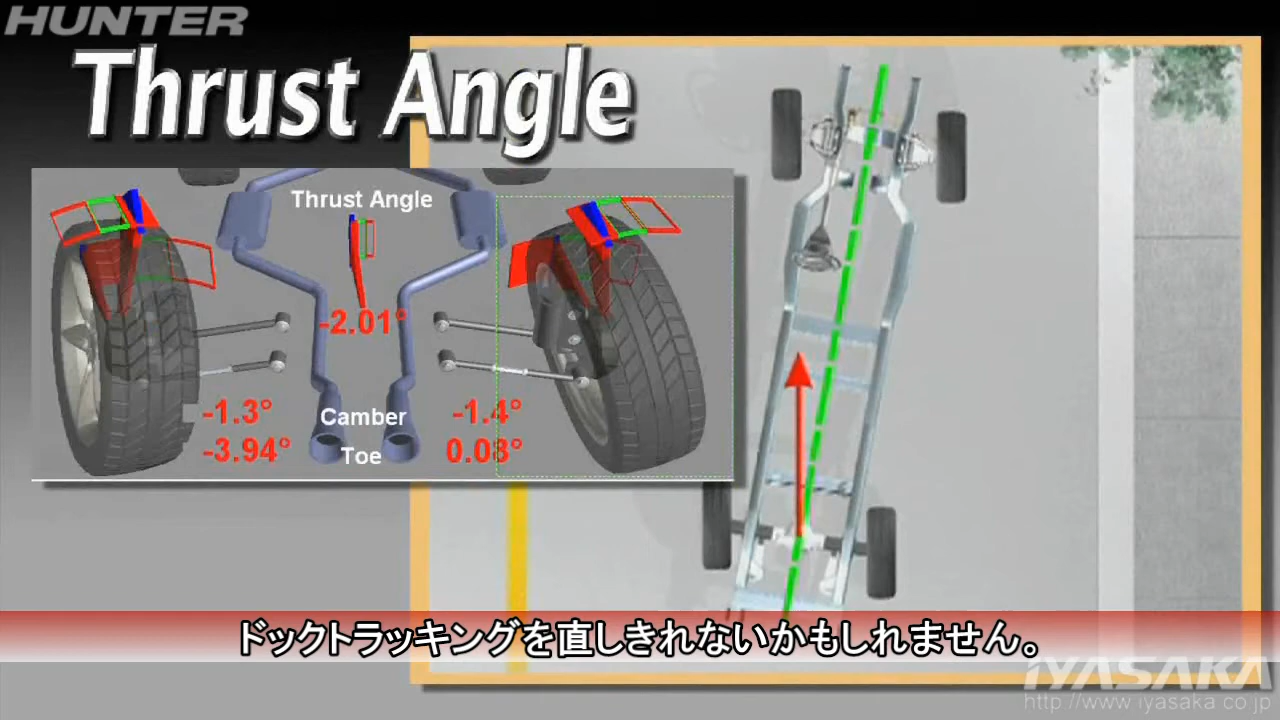 HUNTER
Thrust Angle
Thrust Angle
-2.01°
-1.3° Camber -1.4°
-3.94° Toe 0.08°
ドックトラッキングを直しきれないかもしれません。
iYASAKA
http://www.iyasaka.co.jp